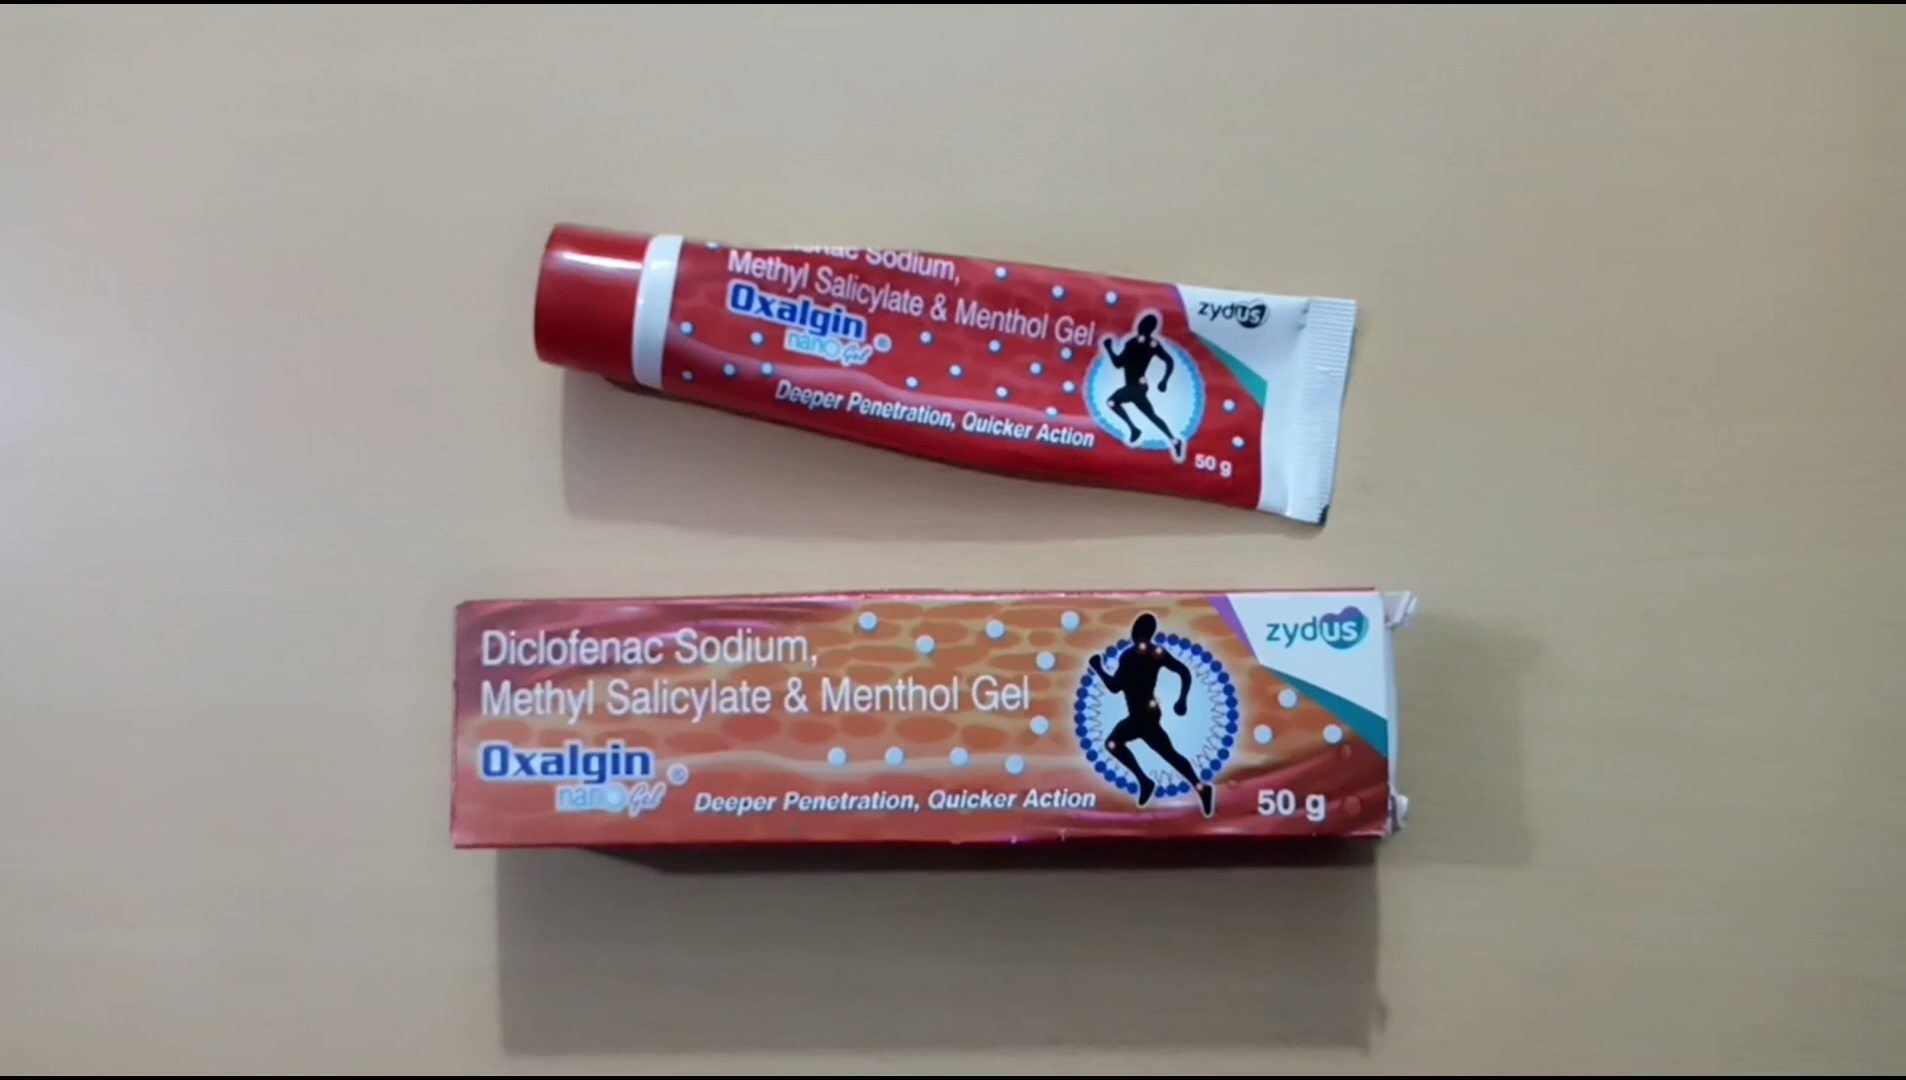 Sodium,
Methyl Salicylate & Menthol Gel
Oxalgin
nano Gel ®
Deeper Penetration, Quicker Action
zydus
50 g
Diclofenac Sodium,
Methyl Salicylate & Menthol Gel
Oxalgin ®
nano Gel
Deeper Penetration, Quicker Action
zydus
50 g